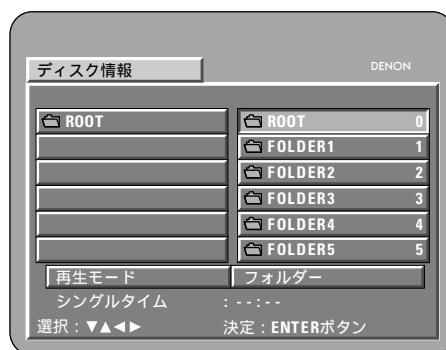 ディスク情報 DENON
ROOT ROOT 0
FOLDER1 1
FOLDER2 2
FOLDER3 3
FOLDER4 4
FOLDER5 5
再生モード フォルダー
シングルタイム :--:--
選択:▼▲◀▶ 決定:ENTERボタン